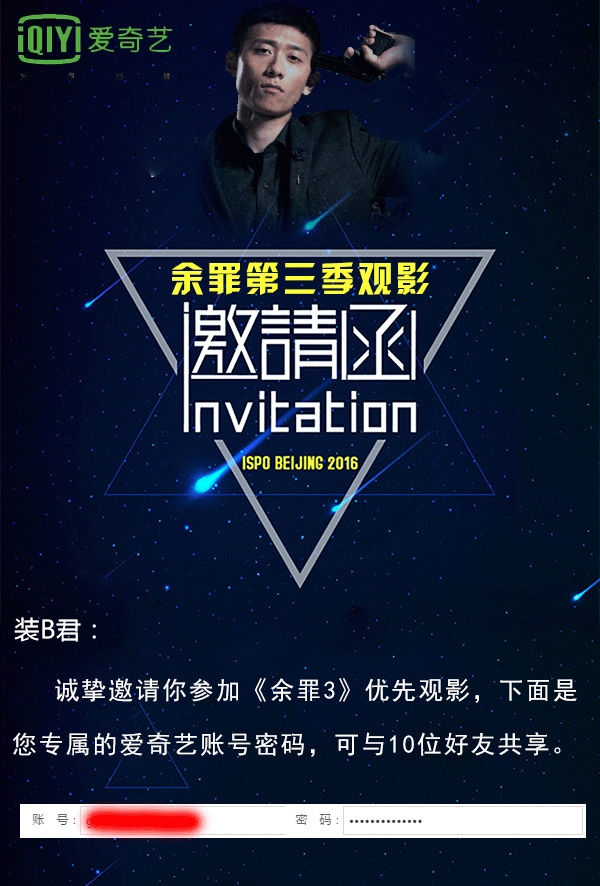 iQIYI 爱奇艺
余罪第三季观影
邀請函
Invitation
ISPO BEIJING 2016
装B君：
诚挚邀请你参加《余罪3》优先观影，下面是
您专属的爱奇艺账号密码，可与10位好友共享。
账 号： 密 码：••••••••••••••